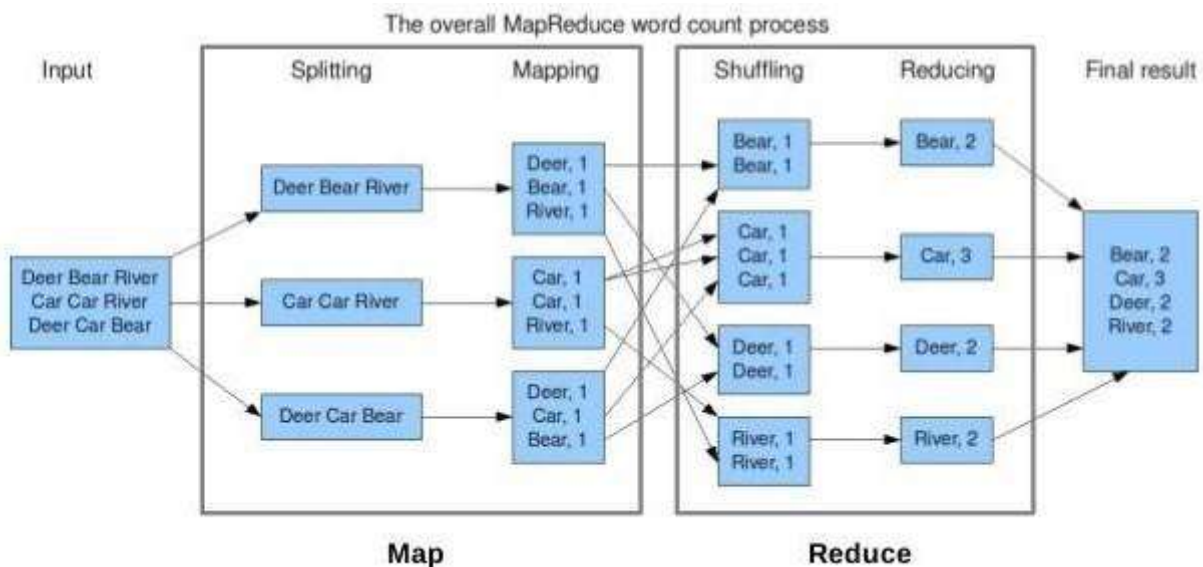 The overall MapReduce word count process
Input
Splitting
Mapping
Shuffling
Reducing
Final result
Deer Bear River
Car Car River
Deer Car Bear
Deer Bear River
Car Car River
Deer Car Bear
Deer, 1
Bear, 1
River, 1
Car, 1
Car, 1
River, 1
Deer, 1
Car, 1
Bear, 1
Bear, 1
Bear, 1
Car, 1
Car, 1
Car, 1
Deer, 1
Deer, 1
River, 1
River, 1
Bear, 2
Car, 3
Deer, 2
River, 2
Bear, 2
Car, 3
Deer, 2
River, 2
Map
Reduce